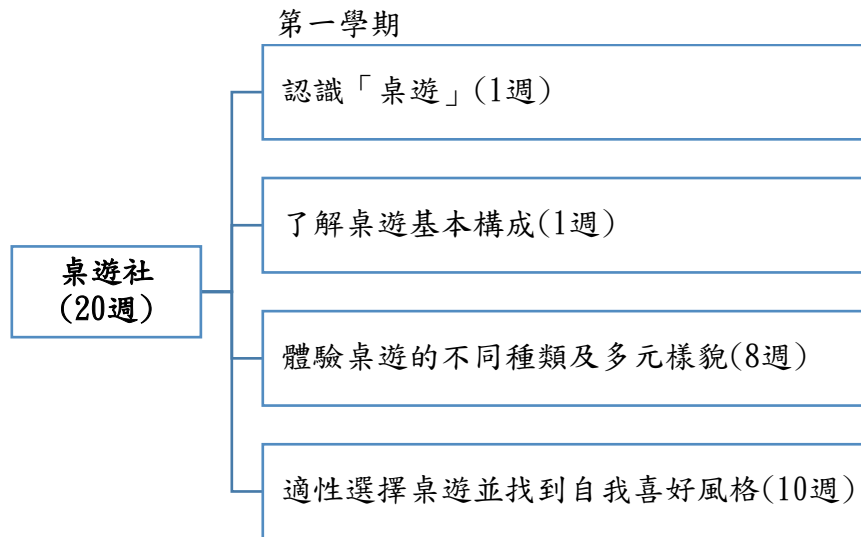 第一學期
認識「桌遊」(1週)
了解桌遊基本構成(1週)
桌遊社
(20週)
體驗桌遊的不同種類及多元樣貌(8週)
適性選擇桌遊並找到自我喜好風格(10週)